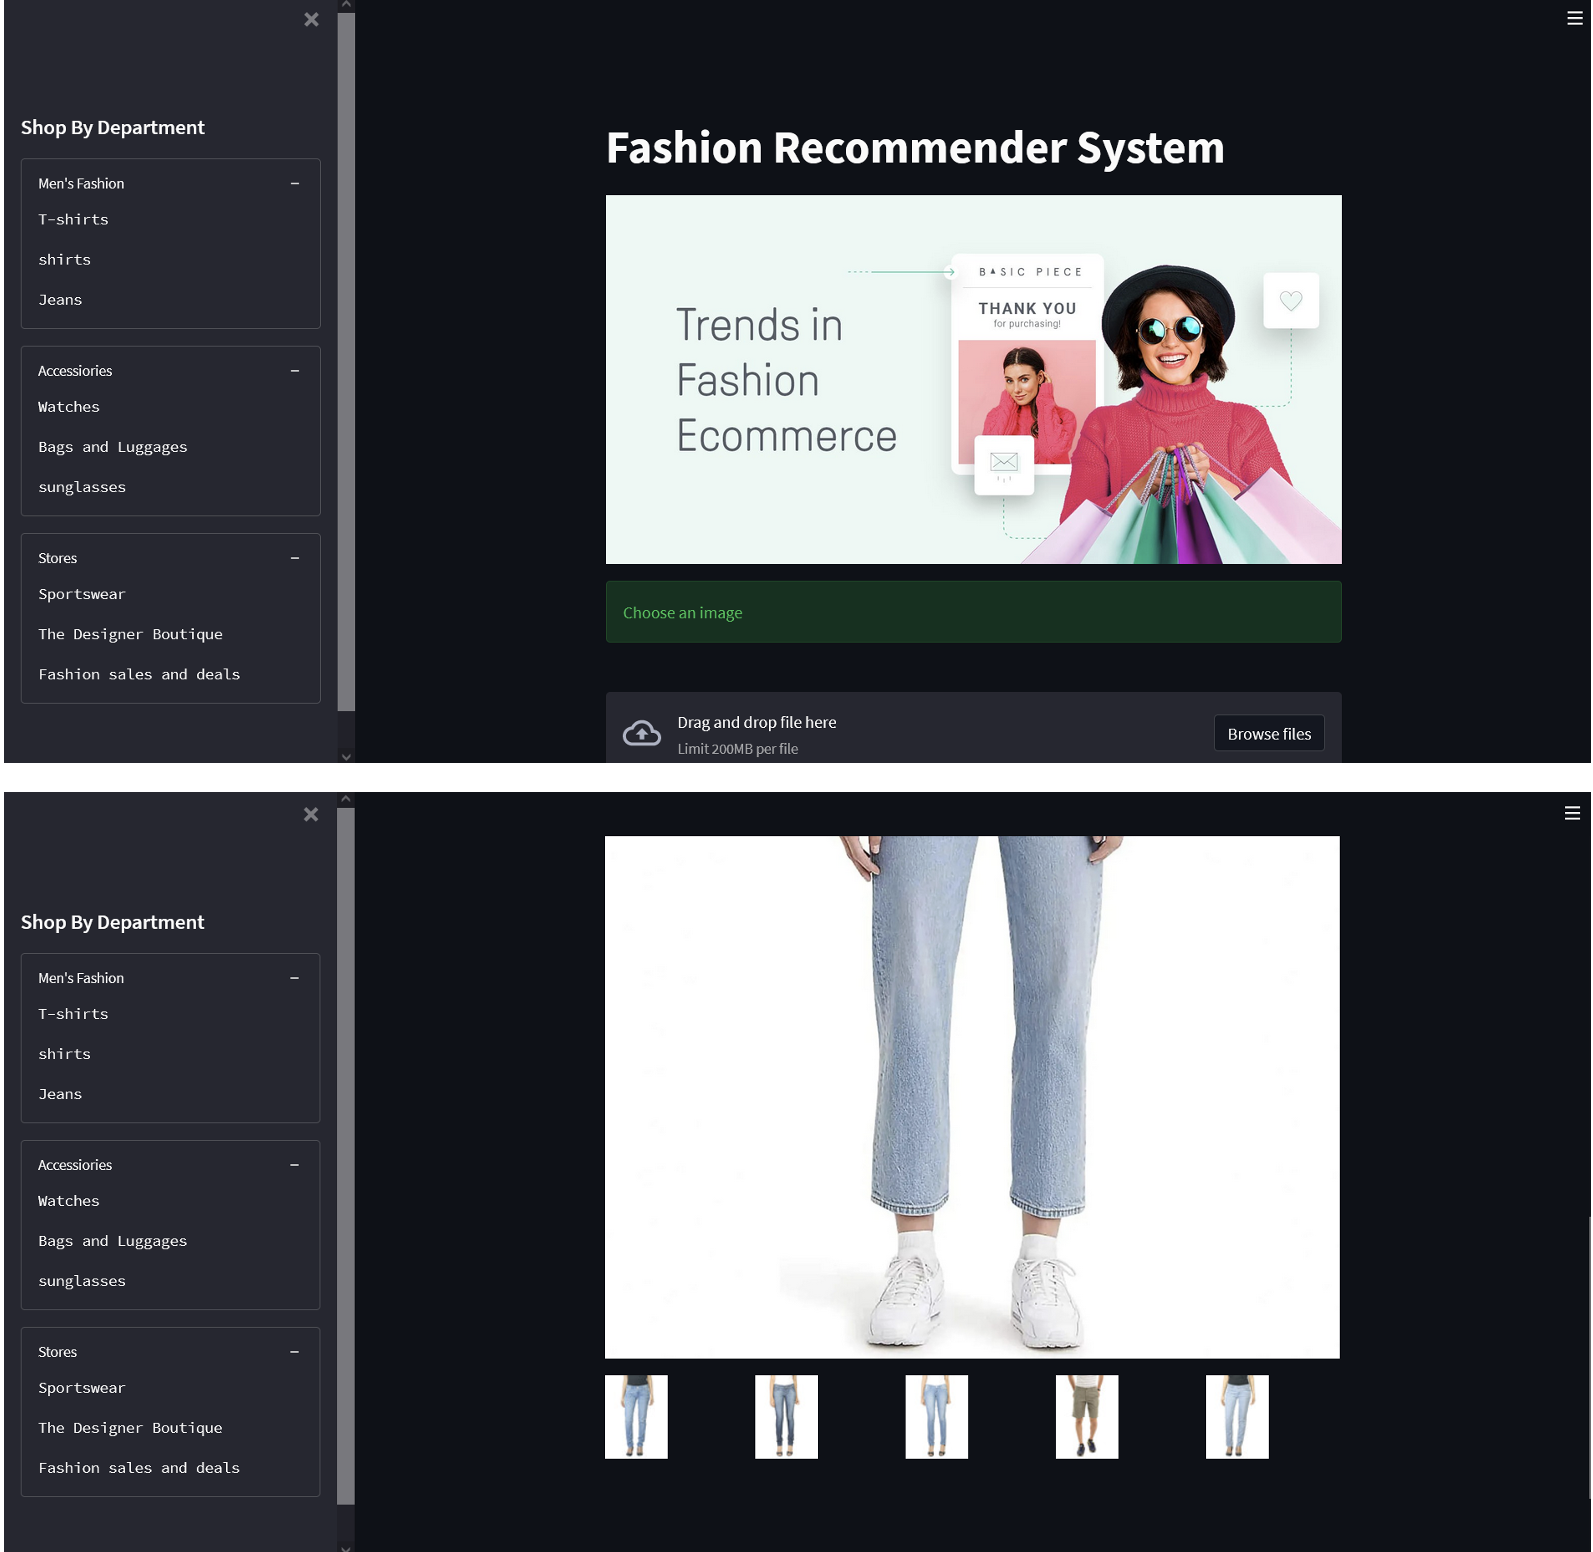 Shop By Department
Men's Fashion
T-shirts
shirts
Jeans
Accessiories
Watches
Bags and Luggages
sunglasses
Stores
Sportswear
The Designer Boutique
Fashion sales and deals
Fashion Recommender System
Trends in
Fashion
Ecommerce
BASIC PIECE
THANK YOU
for purchasing!
Choose an image
Drag and drop file here
Limit 200MB per file
Browse files
Shop By Department
Men's Fashion
T-shirts
shirts
Jeans
Accessiories
Watches
Bags and Luggages
sunglasses
Stores
Sportswear
The Designer Boutique
Fashion sales and deals